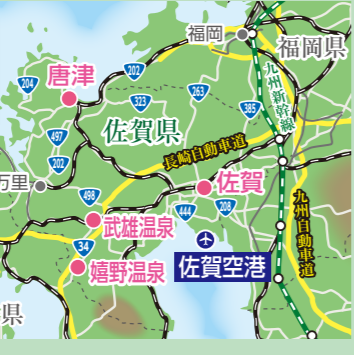 福岡
福岡県
202
204
唐津
263
323
385
九州新幹線
佐賀県
497
202
長崎自動車道
万里
498
佐賀
444
208
九州自動車道
武雄温泉
34
佐賀空港
嬉野温泉
県